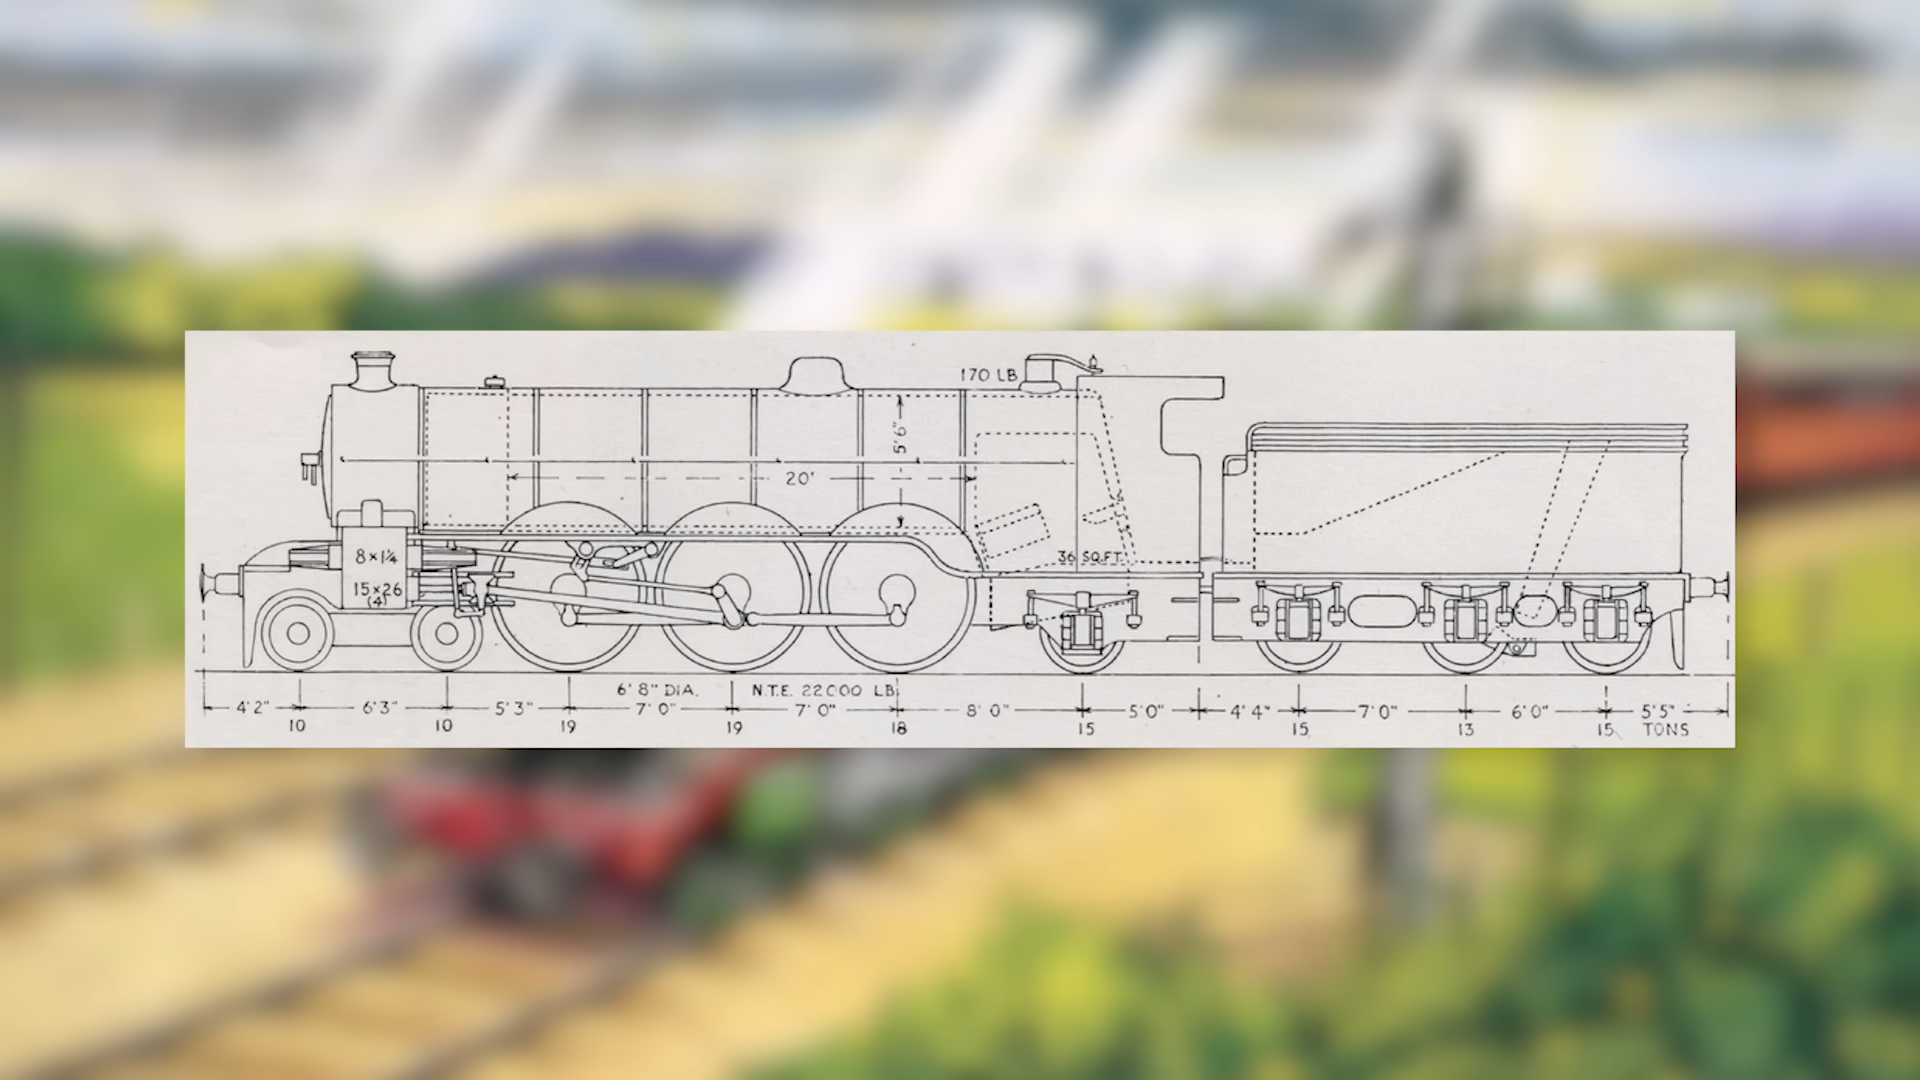 170 LB
5' 6"
20'
8 × 1¼
36 SQ.FT.
15 × 26
(4)
6' 8" DIA. N.T.E. 22000 LB
4' 2" 6' 3" 5' 3" 7' 0" 7' 0" 8' 0" 5' 0" 4' 4" 7' 0" 6' 0" 5' 5"
10 10 19 19 18 15 15 13 15 TONS